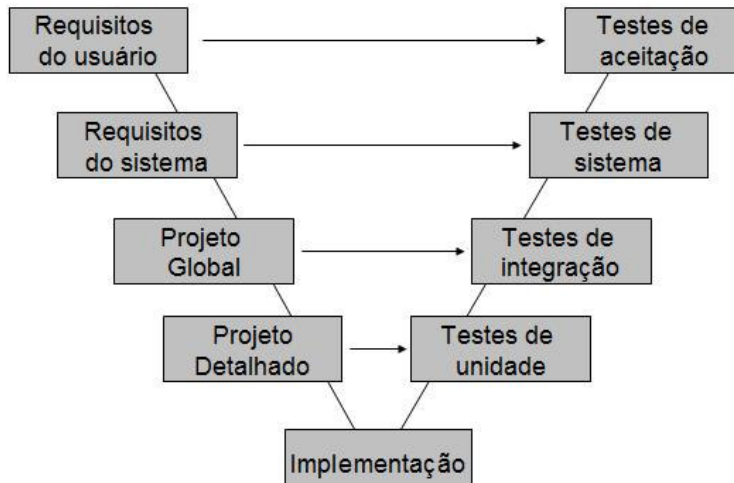 Requisitos
do usuário
Testes de
aceitação
Requisitos
do sistema
Testes de
sistema
Projeto
Global
Testes de
integração
Projeto
Detalhado
Testes de
unidade
Implementação